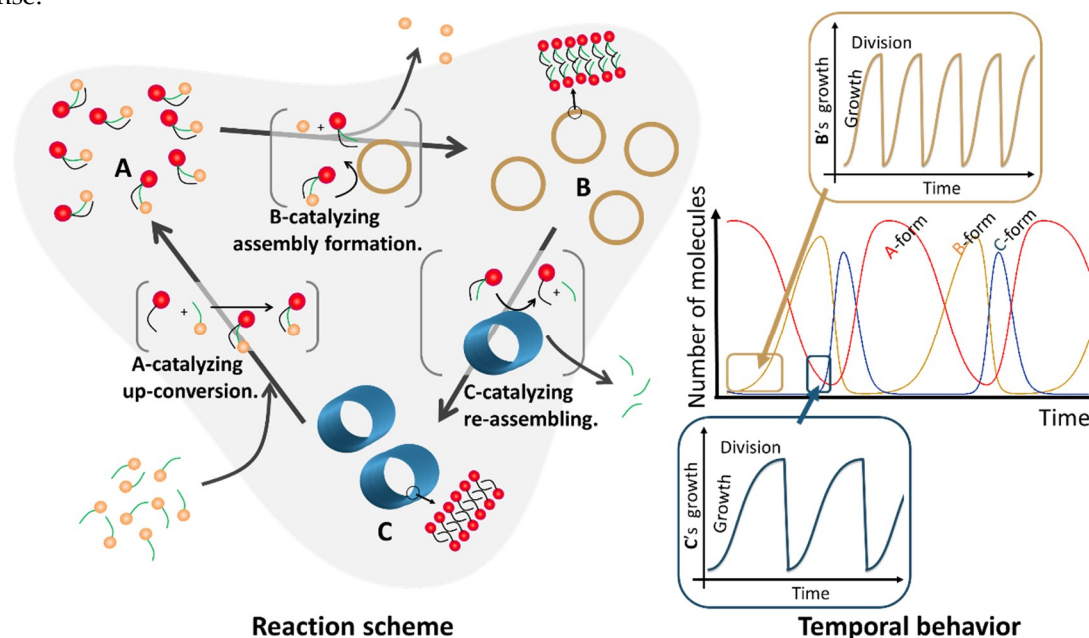 nse.
A
+
B-catalyzing
assembly formation.
B
+
A-catalyzing
up-conversion.
+
C-catalyzing
re-assembling.
C
Reaction scheme
B's growth
Growth
Division
Time
Number of molecules
A-form
B-form
C-form
Time
C's growth
Growth
Division
Time
Temporal behavior